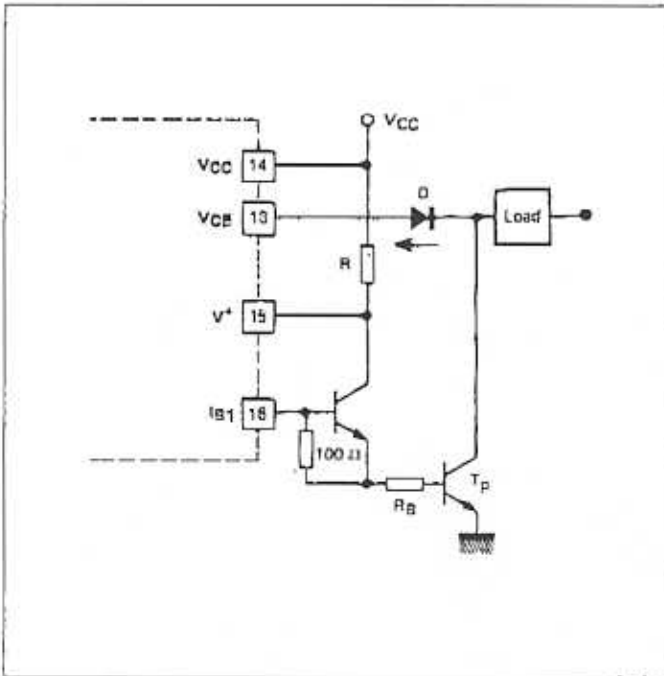 VCC
VCC 14
D
VCE 13
Load
R
V+ 15
IB1 16
100 Ω
RB
Tp